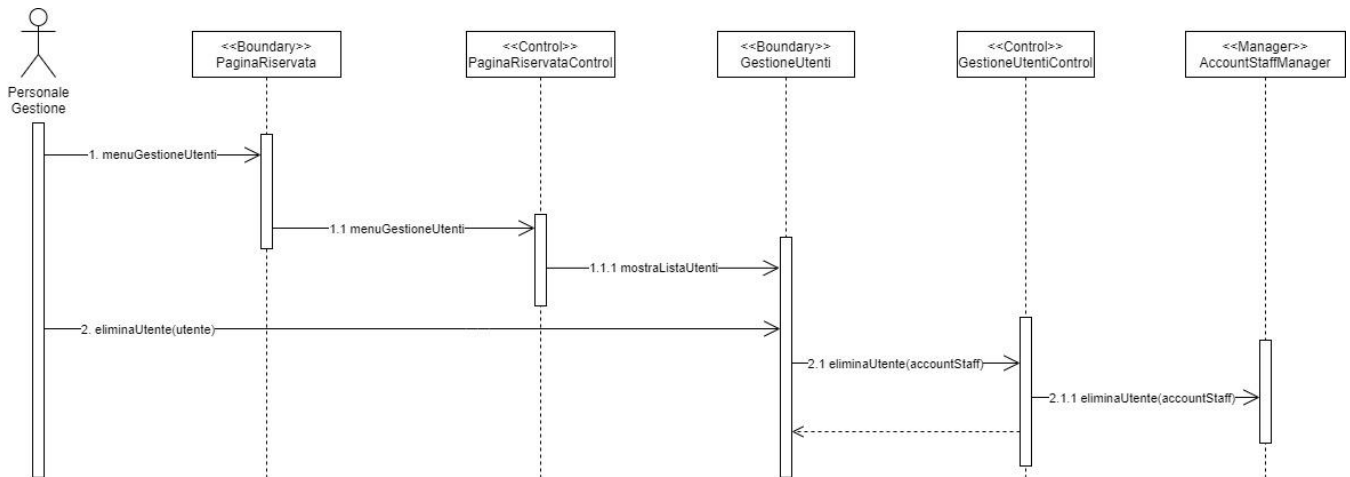 <<Boundary>>
PaginaRiservata
<<Control>>
PaginaRiservataControl
<<Boundary>>
GestioneUtenti
<<Control>>
GestioneUtentiControl
<<Manager>>
AccountStaffManager
Personale
Gestione
1. menuGestioneUtenti
1.1 menuGestioneUtenti
1.1.1 mostraListaUtenti
2. eliminaUtente(utente)
2.1 eliminaUtente(accountStaff)
2.1.1 eliminaUtente(accountStaff)